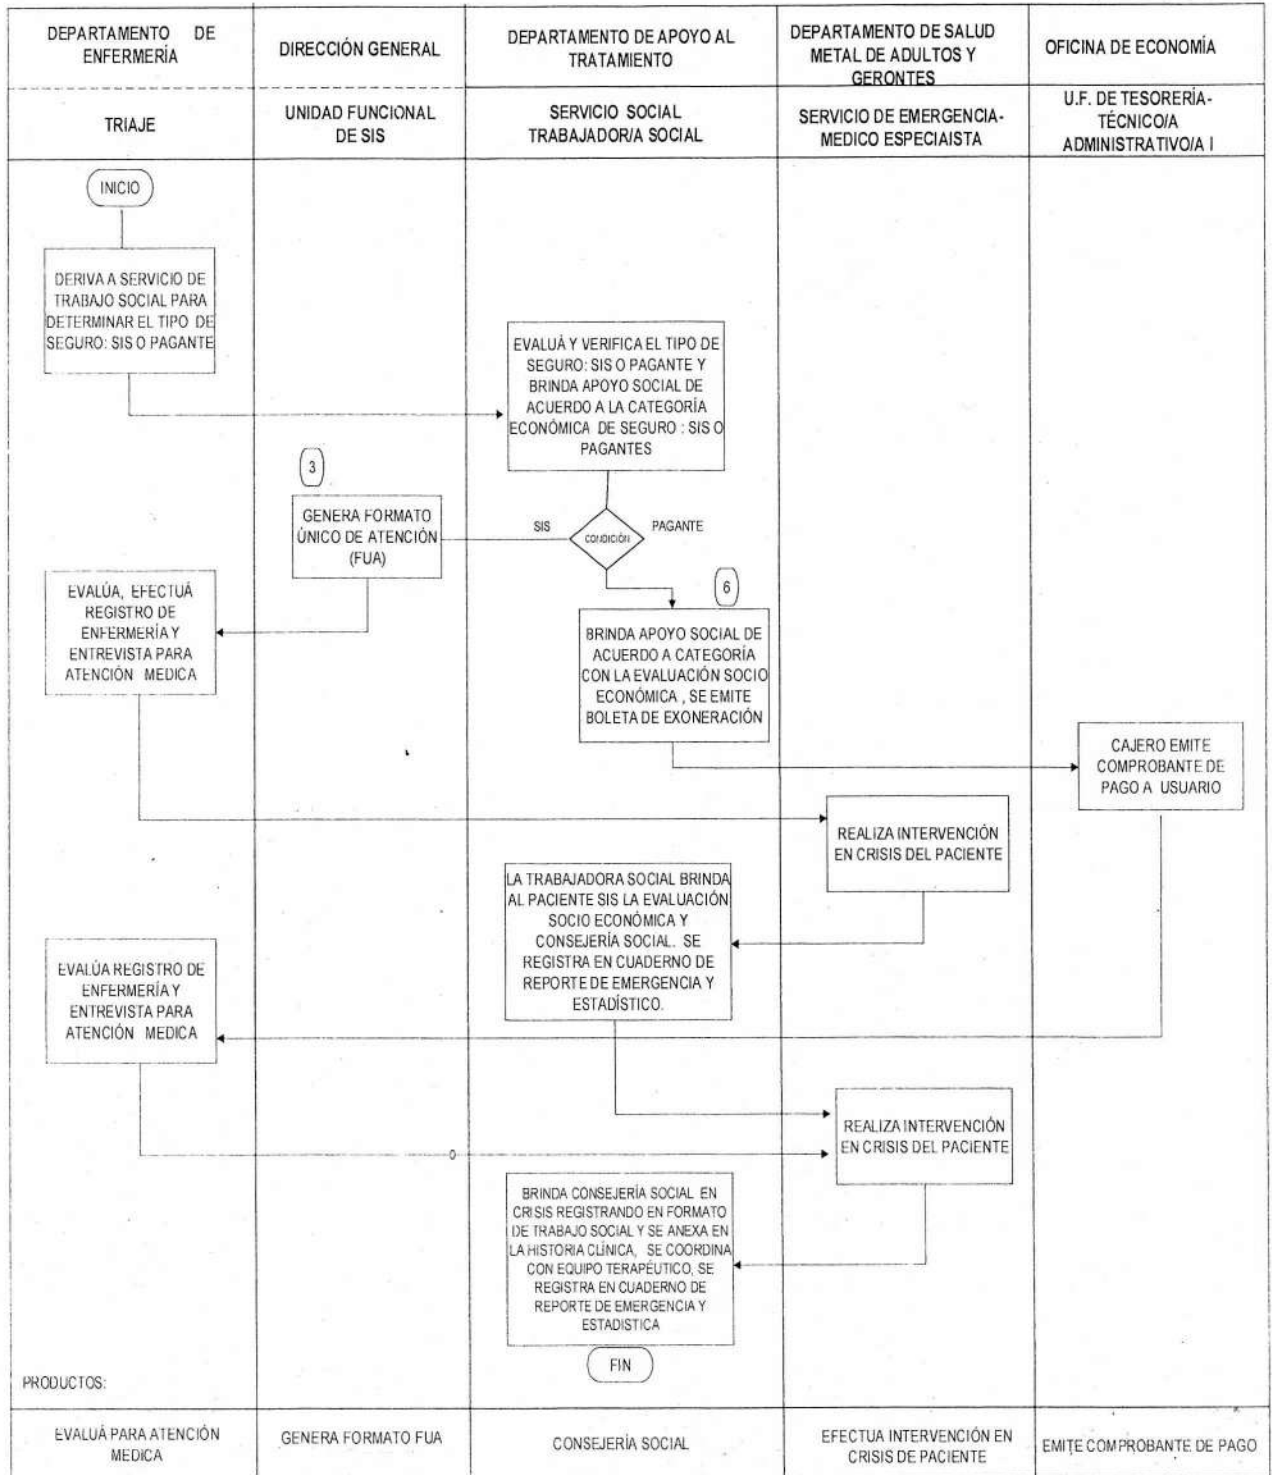 DEPARTAMENTO DE
ENFERMERÍA
DIRECCIÓN GENERAL
DEPARTAMENTO DE APOYO AL
TRATAMIENTO
DEPARTAMENTO DE SALUD
METAL DE ADULTOS Y
GERONTES
OFICINA DE ECONOMÍA
TRIAJE
UNIDAD FUNCIONAL
DE SIS
SERVICIO SOCIAL
TRABAJADOR/A SOCIAL
SERVICIO DE EMERGENCIA-
MEDICO ESPECIAISTA
U.F. DE TESORERÍA-
TÉCNICO/A
ADMINISTRATIVO/A I
INICIO
DERIVA A SERVICIO DE
TRABAJO SOCIAL PARA
DETERMINAR EL TIPO DE
SEGURO: SIS O PAGANTE
EVALUÁ Y VERIFICA EL TIPO DE
SEGURO: SIS O PAGANTE Y
BRINDA APOYO SOCIAL DE
ACUERDO A LA CATEGORÍA
ECONÓMICA DE SEGURO : SIS O
PAGANTES
3
GENERA FORMATO
ÚNICO DE ATENCIÓN
(FUA)
SIS
CONDICIÓN
PAGANTE
EVALÚA, EFECTUÁ
REGISTRO DE
ENFERMERÍA Y
ENTREVISTA PARA
ATENCIÓN MEDICA
6
BRINDA APOYO SOCIAL DE
ACUERDO A CATEGORÍA
CON LA EVALUACIÓN SOCIO
ECONÓMICA , SE EMITE
BOLETA DE EXONERACIÓN
CAJERO EMITE
COMPROBANTE DE
PAGO A USUARIO
REALIZA INTERVENCIÓN
EN CRISIS DEL PACIENTE
LA TRABAJADORA SOCIAL BRINDA
AL PACIENTE SIS LA EVALUACIÓN
SOCIO ECONÓMICA Y
CONSEJERÍA SOCIAL. SE
REGISTRA EN CUADERNO DE
REPORTE DE EMERGENCIA Y
ESTADÍSTICO.
EVALÚA REGISTRO DE
ENFERMERÍA Y
ENTREVISTA PARA
ATENCIÓN MEDICA
REALIZA INTERVENCIÓN
EN CRISIS DEL PACIENTE
0
BRINDA CONSEJERÍA SOCIAL EN
CRISIS REGISTRANDO EN FORMATO
DE TRABAJO SOCIAL Y SE ANEXA EN
LA HISTORIA CLÍNICA, SE COORDINA
CON EQUIPO TERAPÉUTICO, SE
REGISTRA EN CUADERNO DE
REPORTE DE EMERGENCIA Y
ESTADISTICA
FIN
PRODUCTOS:
EVALUÁ PARA ATENCIÓN
MEDICA
GENERA FORMATO FUA
CONSEJERÍA SOCIAL
EFECTUA INTERVENCIÓN EN
CRISIS DE PACIENTE
EMITE COMPROBANTE DE PAGO